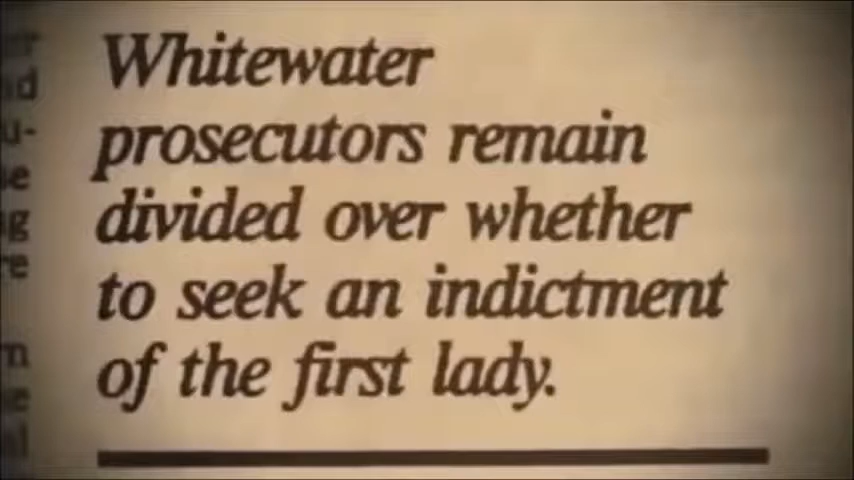 Whitewater
prosecutors remain
divided over whether
to seek an indictment
of the first lady.